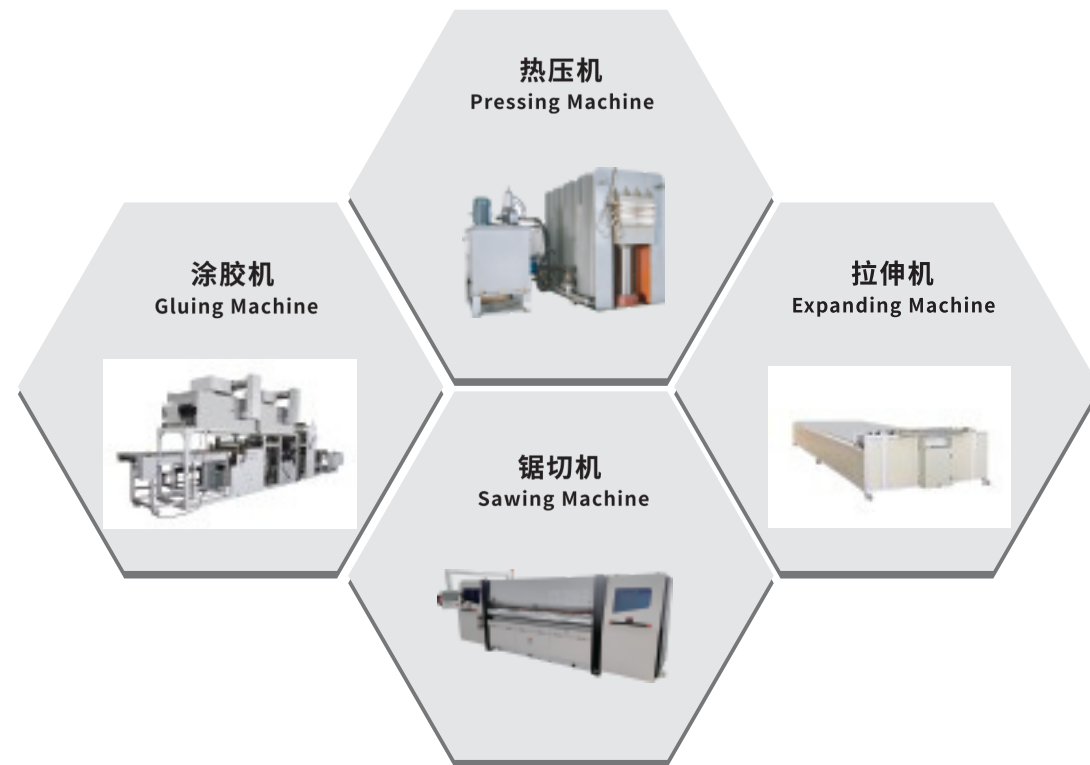 热压机
Pressing Machine
涂胶机
Gluing Machine
拉伸机
Expanding Machine
锯切机
Sawing Machine